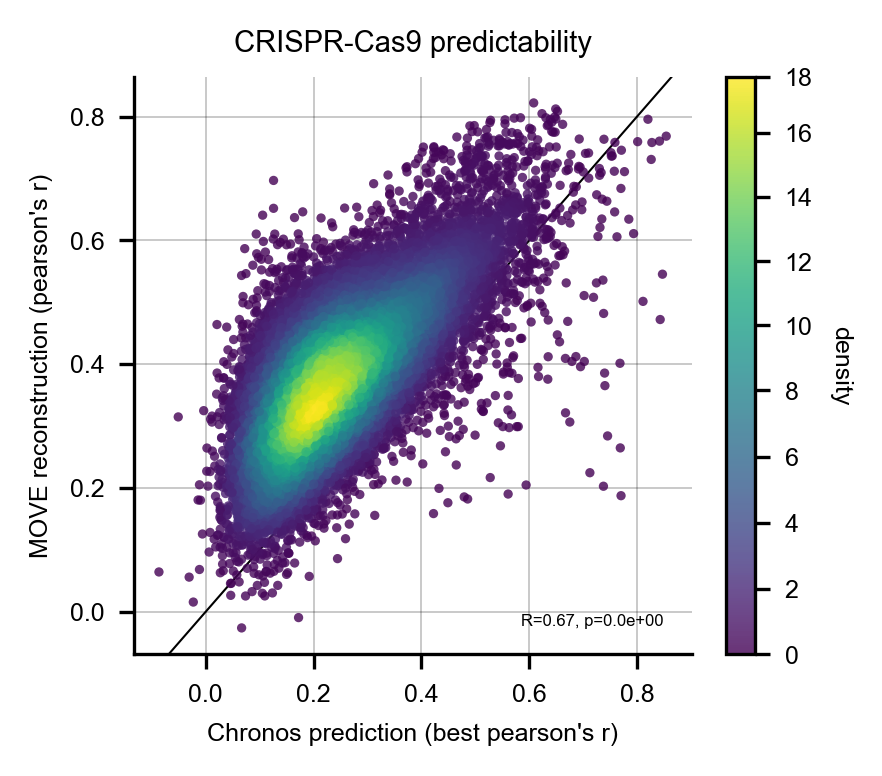 CRISPR-Cas9 predictability
MOVE reconstruction (pearson's r)
0.8
0.6
0.4
0.2
0.0
R=0.67, p=0.0e+00
0.0 0.2 0.4 0.6 0.8
Chronos prediction (best pearson's r)
18
16
14
12
10
8
6
4
2
0
density